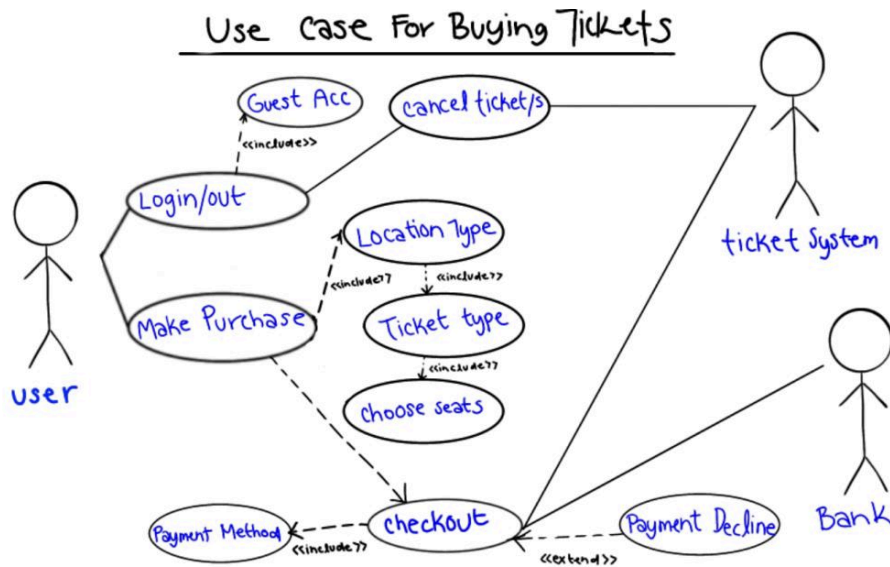 Use Case For Buying Tickets
Guest Acc
Cancel ticket/s
<<include>>
Login/out
ticket System
Location Type
<<include>>
<<include>>
Make Purchase
Ticket type
<<include>>
user
Choose seats
Payment Method
<<include>>
checkout
Payment Decline
<<extend>>
Bank